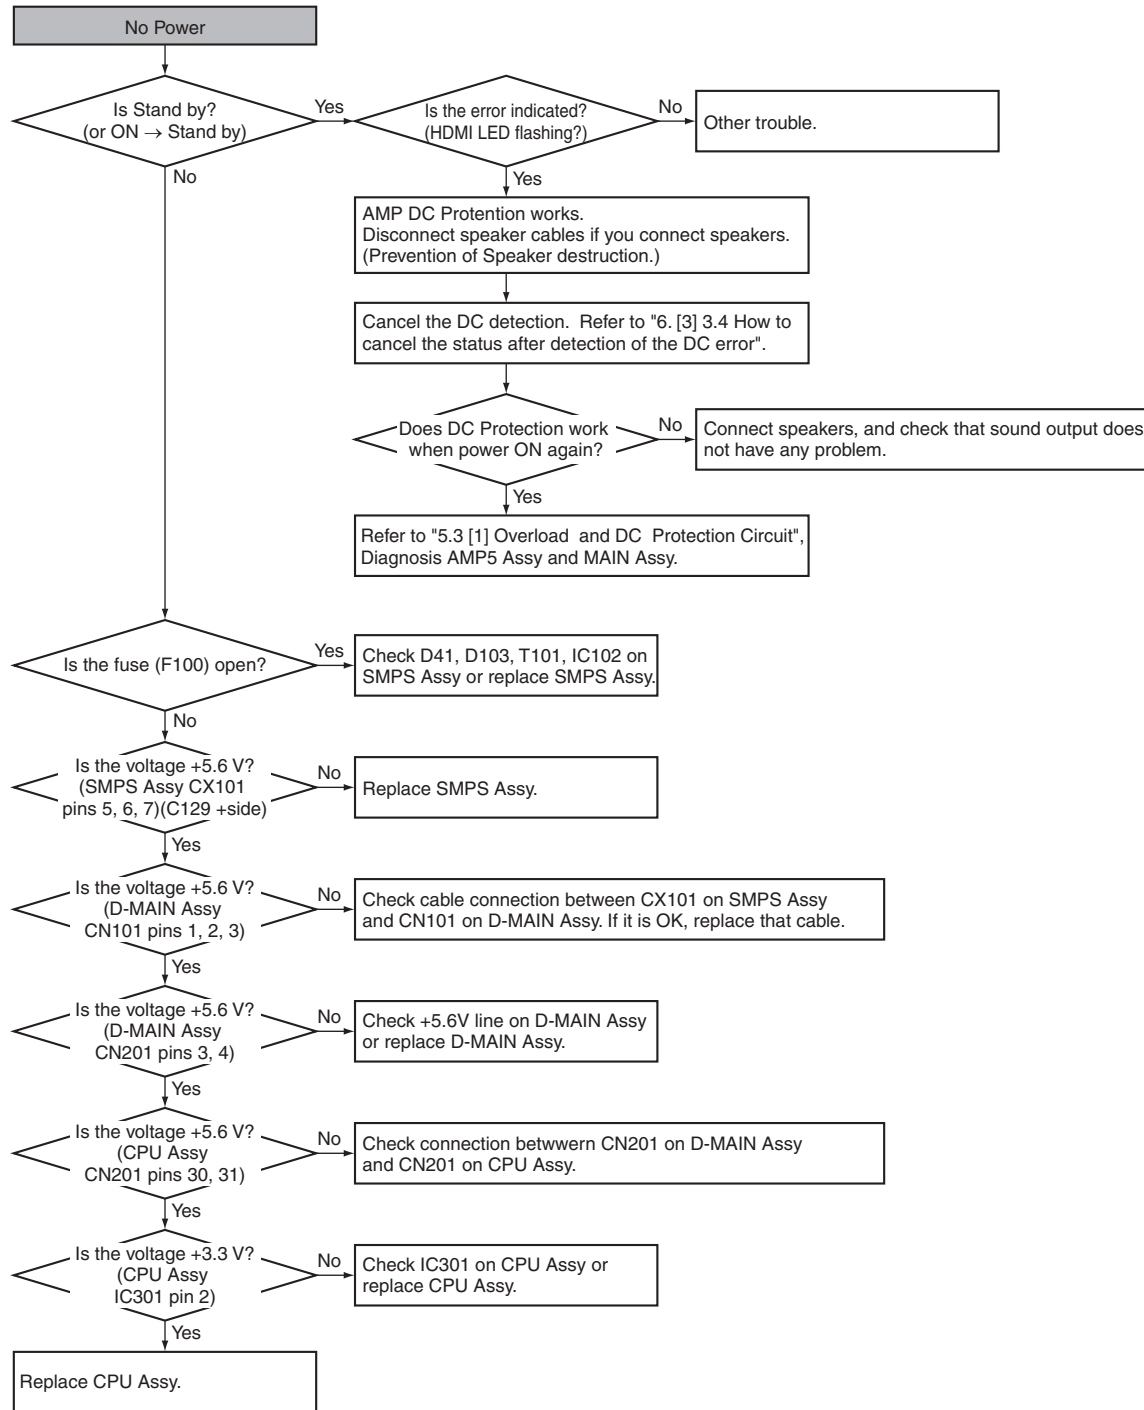 No Power
Is Stand by?
(or ON → Stand by)
Yes
Is the error indicated?
(HDMI LED flashing?)
No
Other trouble.
No
Yes
AMP DC Protention works.
Disconnect speaker cables if you connect speakers.
(Prevention of Speaker destruction.)
Cancel the DC detection. Refer to "6. [3] 3.4 How to
cancel the status after detection of the DC error".
Does DC Protection work
when power ON again?
No
Connect speakers, and check that sound output does
not have any problem.
Yes
Refer to "5.3 [1] Overload and DC Protection Circuit",
Diagnosis AMP5 Assy and MAIN Assy.
Is the fuse (F100) open?
Yes
Check D41, D103, T101, IC102 on
SMPS Assy or replace SMPS Assy.
No
Is the voltage +5.6 V?
(SMPS Assy CX101
pins 5, 6, 7)(C129 +side)
No
Replace SMPS Assy.
Yes
Is the voltage +5.6 V?
(D-MAIN Assy
CN101 pins 1, 2, 3)
No
Check cable connection between CX101 on SMPS Assy
and CN101 on D-MAIN Assy. If it is OK, replace that cable.
Yes
Is the voltage +5.6 V?
(D-MAIN Assy
CN201 pins 3, 4)
No
Check +5.6V line on D-MAIN Assy
or replace D-MAIN Assy.
Yes
Is the voltage +5.6 V?
(CPU Assy
CN201 pins 30, 31)
No
Check connection betwwern CN201 on D-MAIN Assy
and CN201 on CPU Assy.
Yes
Is the voltage +3.3 V?
(CPU Assy
IC301 pin 2)
No
Check IC301 on CPU Assy or
replace CPU Assy.
Yes
Replace CPU Assy.